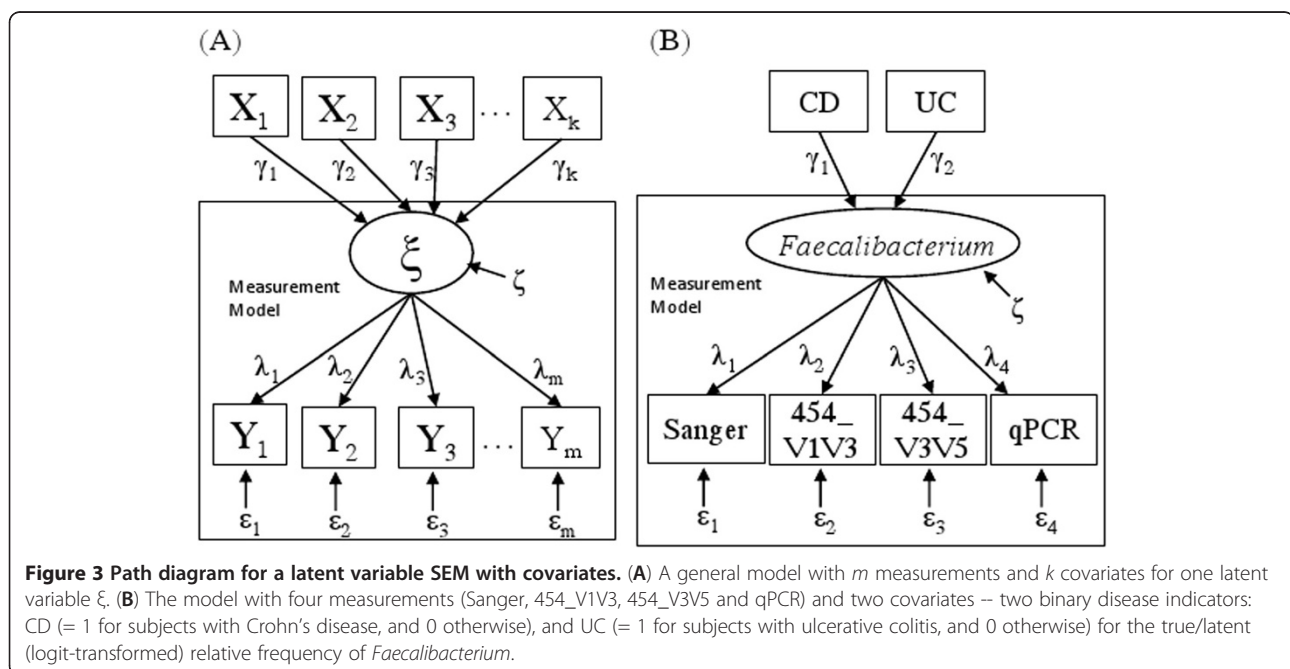 (A)
X₁ X₂ X₃ ... Xₖ
γ₁ γ₂ γ₃ γₖ
ξ
ζ
Measurement
Model
λ₁ λ₂ λ₃ λₘ
Y₁ Y₂ Y₃ ... Yₘ
ε₁ ε₂ ε₃ εₘ
(B)
CD UC
γ₁ γ₂
Faecalibacterium
ζ
Measurement
Model
λ₁ λ₂ λ₃ λ₄
Sanger 454_V1V3 454_V3V5 qPCR
ε₁ ε₂ ε₃ ε₄
Figure 3 Path diagram for a latent variable SEM with covariates. (A) A general model with m measurements and k covariates for one latent
variable ξ. (B) The model with four measurements (Sanger, 454_V1V3, 454_V3V5 and qPCR) and two covariates -- two binary disease indicators:
CD (= 1 for subjects with Crohn's disease, and 0 otherwise), and UC (= 1 for subjects with ulcerative colitis, and 0 otherwise) for the true/latent
(logit-transformed) relative frequency of Faecalibacterium.